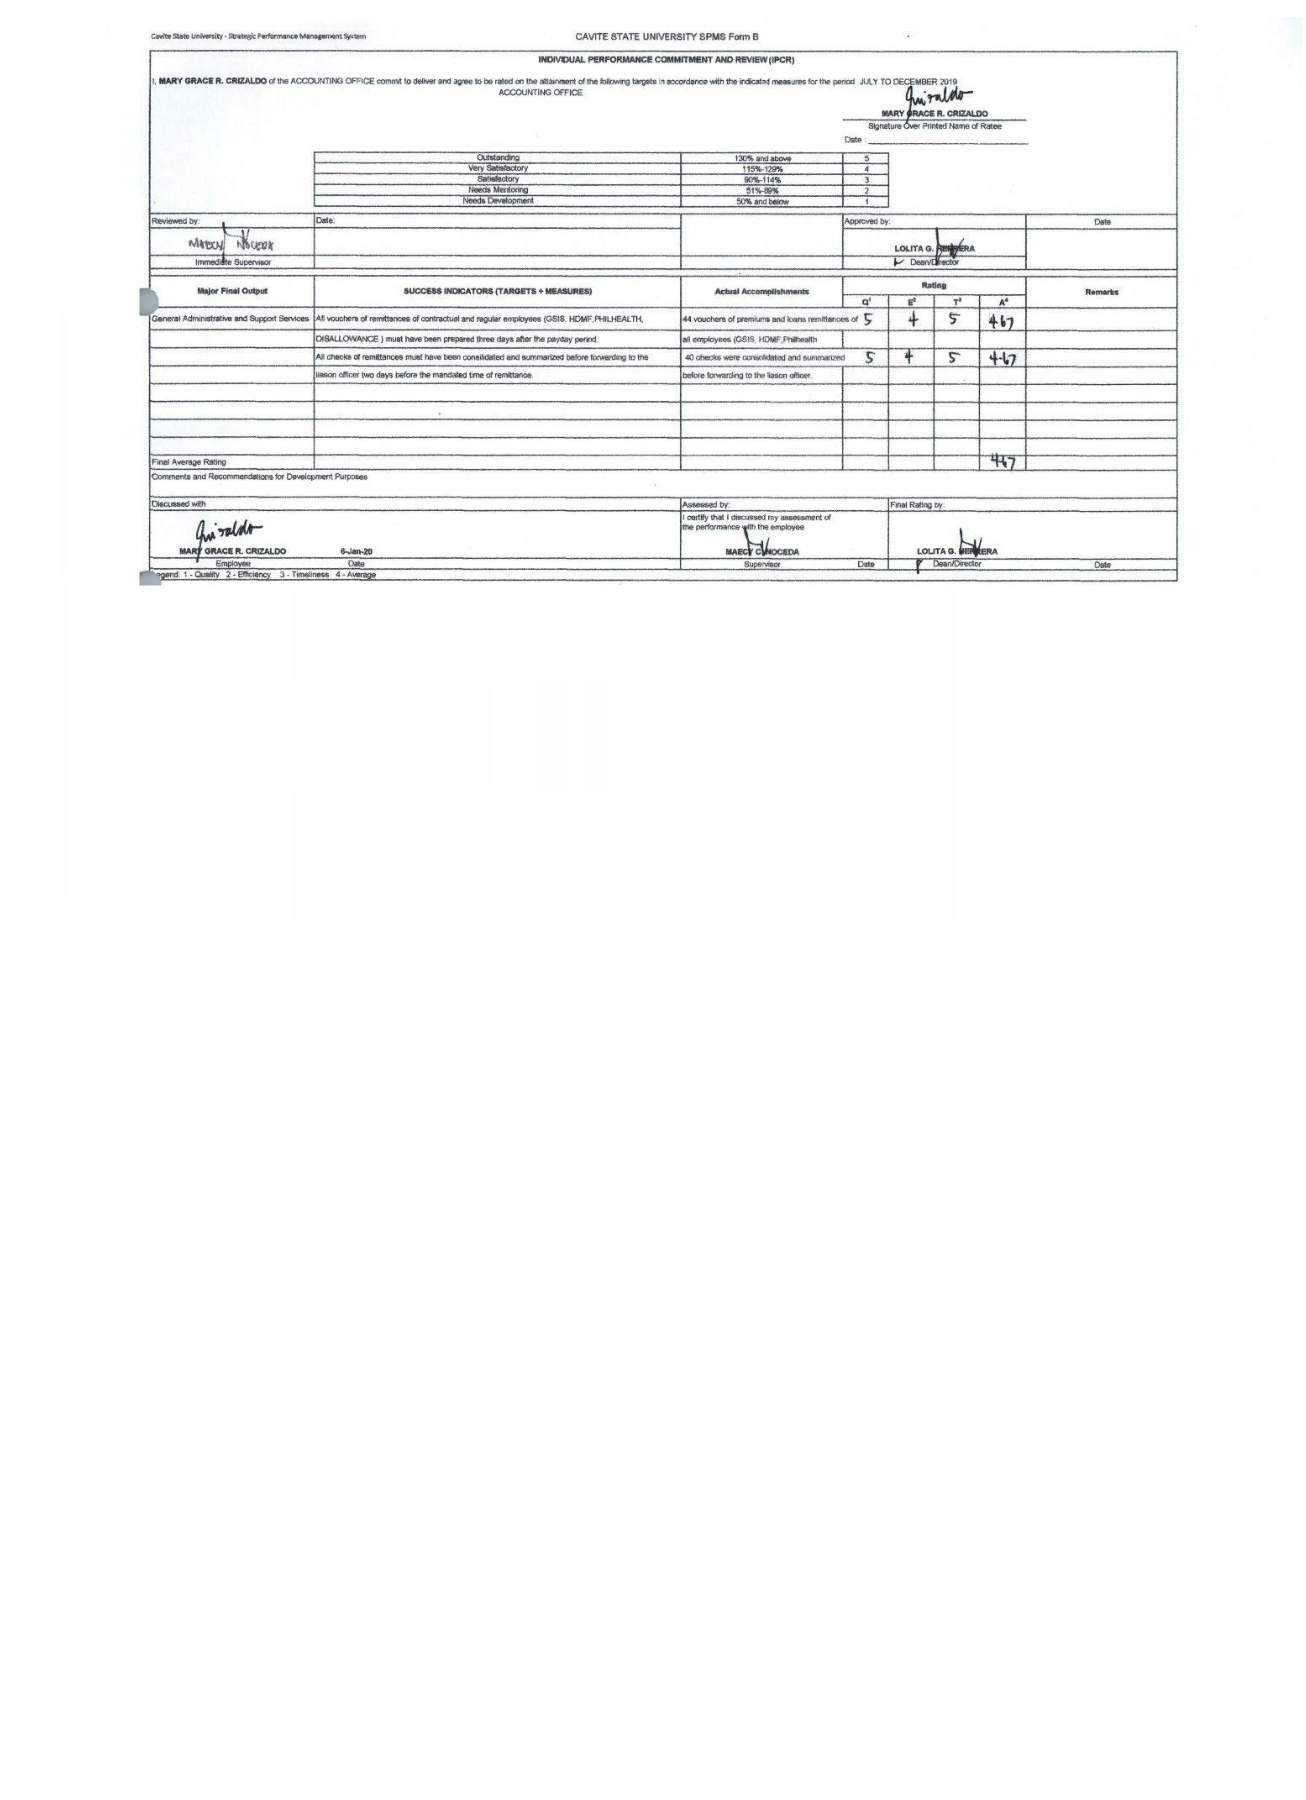 Cavite State University - Strategic Performance Management System
CAVITE STATE UNIVERSITY SPMS Form B
INDIVIDUAL PERFORMANCE COMMITMENT AND REVIEW (IPCR)
I, MARY GRACE R. CRIZALDO of the ACCOUNTING OFFICE commit to deliver and agree to be rated on the attainment of the following targets in accordance with the indicated measures for the period JULY TO DECEMBER 2019
ACCOUNTING OFFICE
MARY GRACE R. CRIZALDO
Signature Over Printed Name of Ratee
Date :
Outstanding 130% and above 5
Very Satisfactory 115%-129% 4
Satisfactory 90%-114% 3
Needs Mentoring 51%-89% 2
Needs Development 50% and below 1
Reviewed by: Date: Approved by: Date
LOLITA G. HERRERA
Immediate Supervisor Dean/Director
Major Final Output SUCCESS INDICATORS (TARGETS + MEASURES) Actual Accomplishments Rating Remarks
Q¹ E² T³ A⁴
General Administrative and Support Services All vouchers of remittances of contractual and regular employees (GSIS, HDMF,PHILHEALTH, 44 vouchers of premiums and loans remittances of 5 4 5 4.67
DISALLOWANCE ) must have been prepared three days after the payday period. all employees (GSIS, HDMF,Philhealth
All checks of remittances must have been conslidated and summarized before forwarding to the 40 checks were consolidated and summarized 5 4 5 4.67
liason officer two days before the mandated time of remittance. before forwarding to the liason officer.
Final Average Rating 4.67
Comments and Recommendations for Development Purposes
Discussed with Assessed by: Final Rating by:
I certify that I discussed my assessment of
the performance with the employee
MARY GRACE R. CRIZALDO 6-Jan-20 MAECY C. NOCEDA LOLITA G. HERRERA
Employee Date Supervisor Date Dean/Director Date
1 - Quality 2 - Efficiency 3 - Timeliness 4 - Average